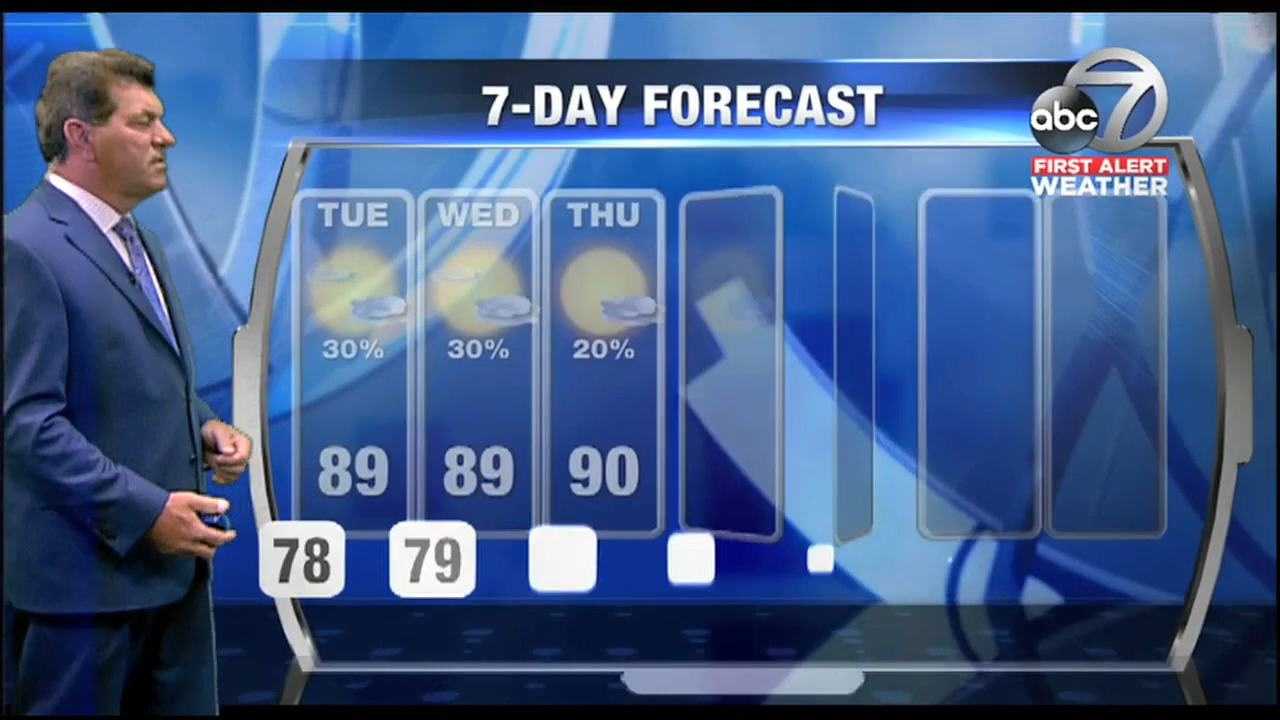 7-DAY FORECAST
abc 7
FIRST ALERT
WEATHER
TUE WED THU
30% 30% 20%
89 89 90
78 79